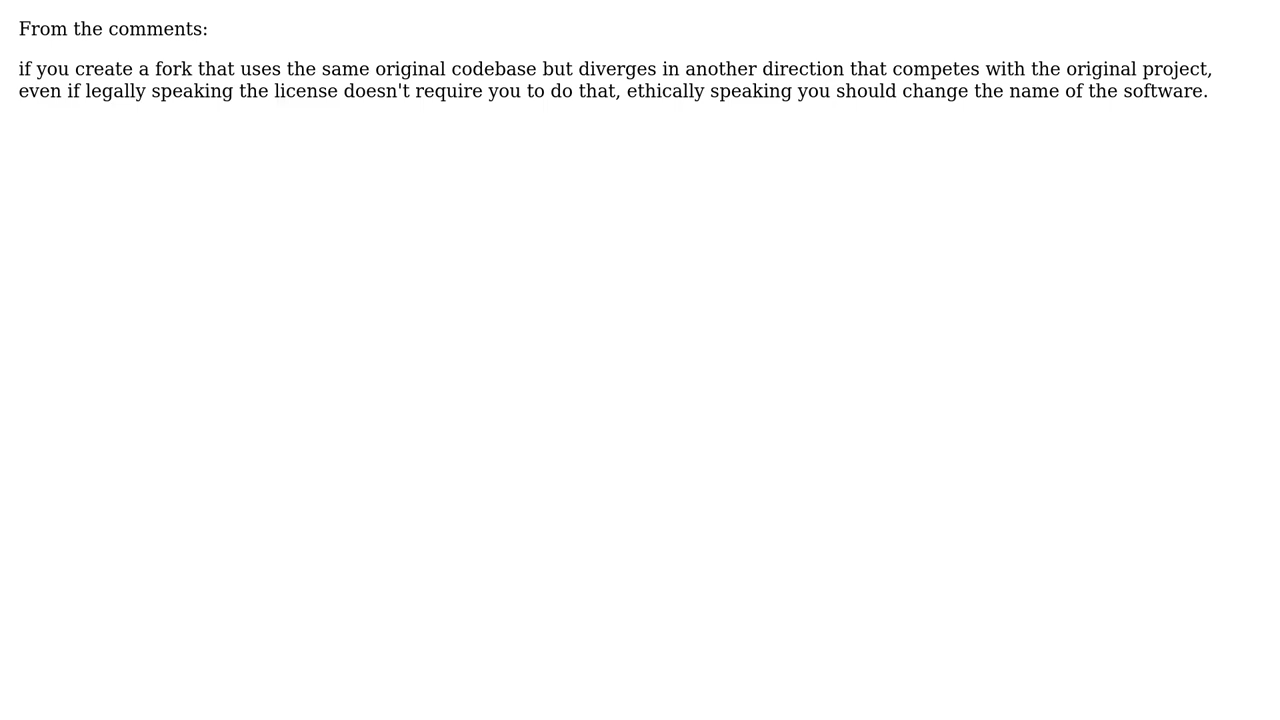 From the comments:
if you create a fork that uses the same original codebase but diverges in another direction that competes with the original project,
even if legally speaking the license doesn't require you to do that, ethically speaking you should change the name of the software.